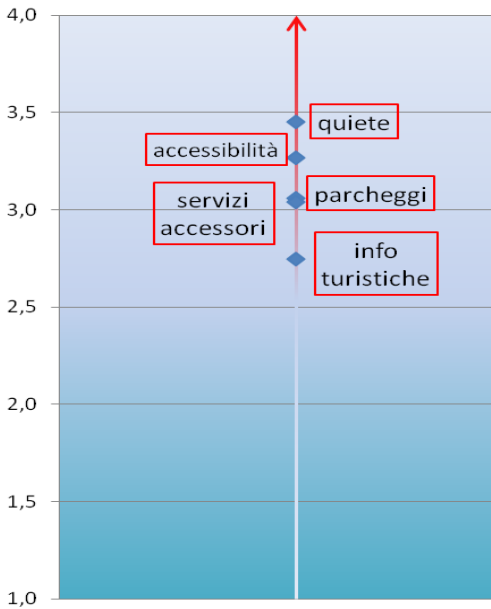 4,0
3,5
quiete
accessibilità
parcheggi
servizi
accessori
3,0
info
turistiche
2,5
2,0
1,5
1,0